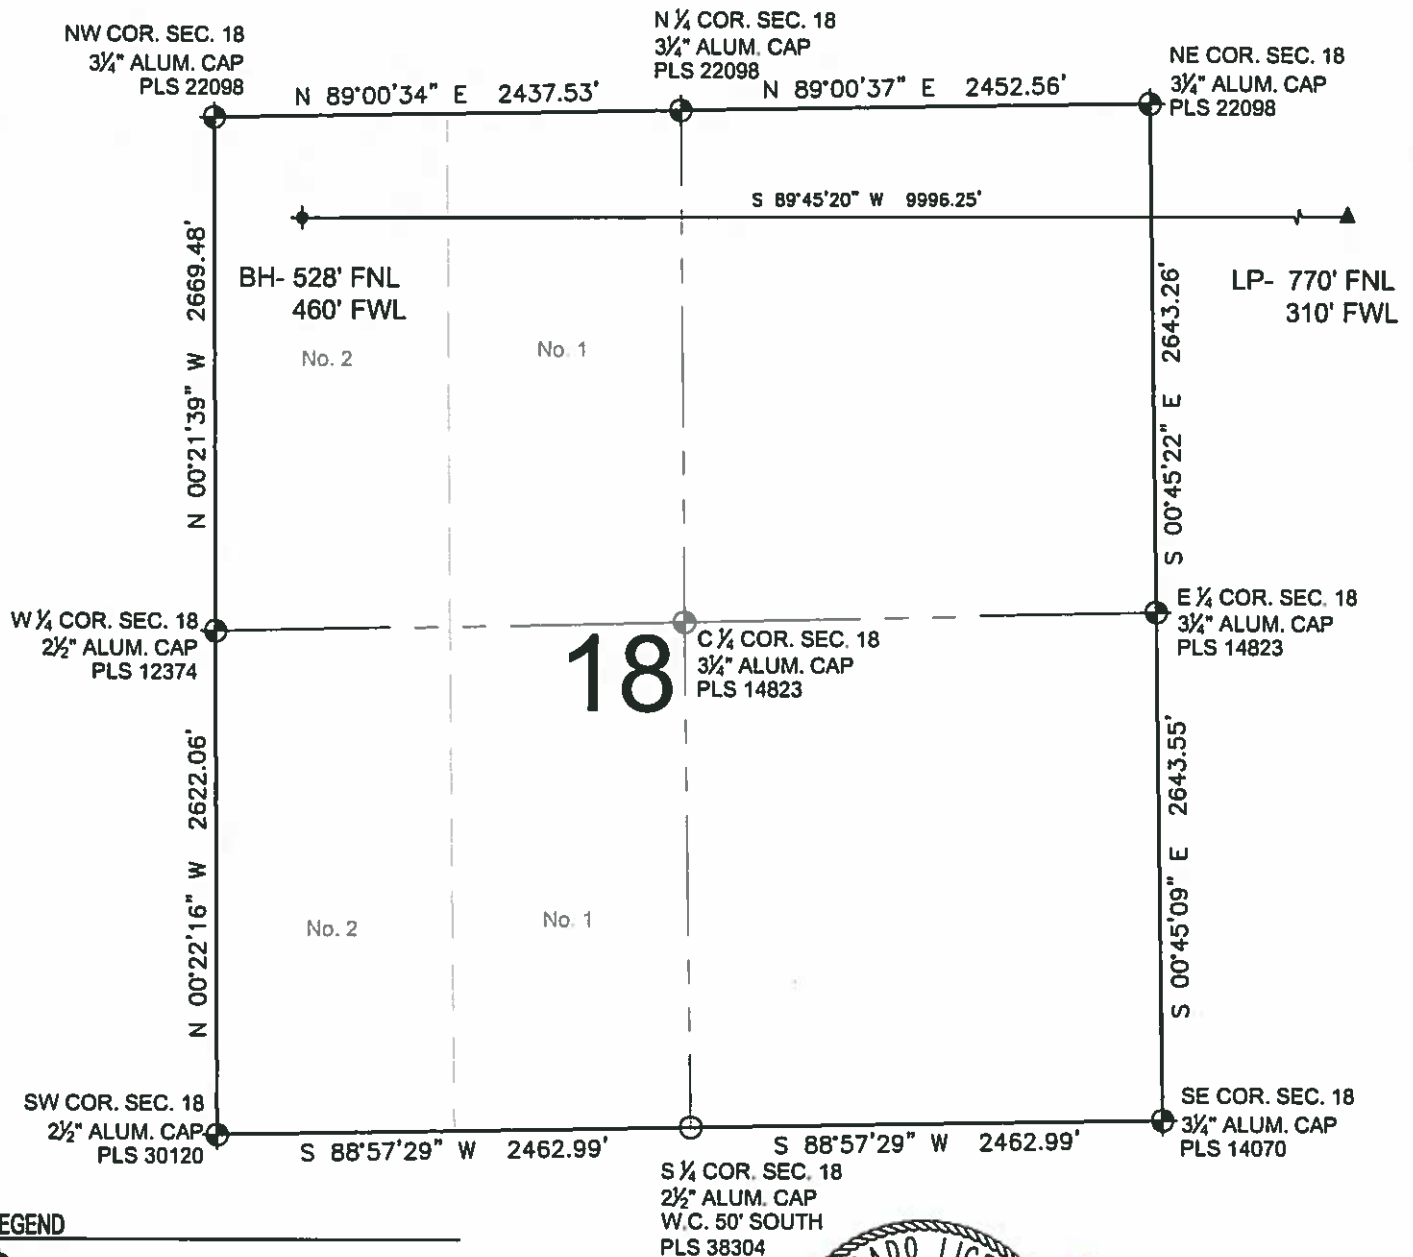 NW COR. SEC. 18
3¼" ALUM. CAP
PLS 22098
N ¼ COR. SEC. 18
3¼" ALUM. CAP
PLS 22098
NE COR. SEC. 18
3¼" ALUM. CAP
PLS 22098
N 89°00'34" E 2437.53'
N 89°00'37" E 2452.56'
S 89°45'20" W 9996.25'
BH- 528' FNL
460' FWL
LP- 770' FNL
310' FWL
N 00°21'39" W 2669.48'
S 00°45'22" E 2643.26'
No. 2
No. 1
W ¼ COR. SEC. 18
2½" ALUM. CAP
PLS 12374
18
C ¼ COR. SEC. 18
3¼" ALUM. CAP
PLS 14823
E ¼ COR. SEC. 18
3¼" ALUM. CAP
PLS 14823
N 00°22'16" W 2622.06'
S 00°45'09" E 2643.55'
No. 2
No. 1
SW COR. SEC. 18
2½" ALUM. CAP
PLS 30120
S 88°57'29" W 2462.99'
S 88°57'29" W 2462.99'
SE COR. SEC. 18
3¼" ALUM. CAP
PLS 14070
S ¼ COR. SEC. 18
2½" ALUM. CAP
W.C. 50' SOUTH
PLS 38304
EGEND
ADO LIC